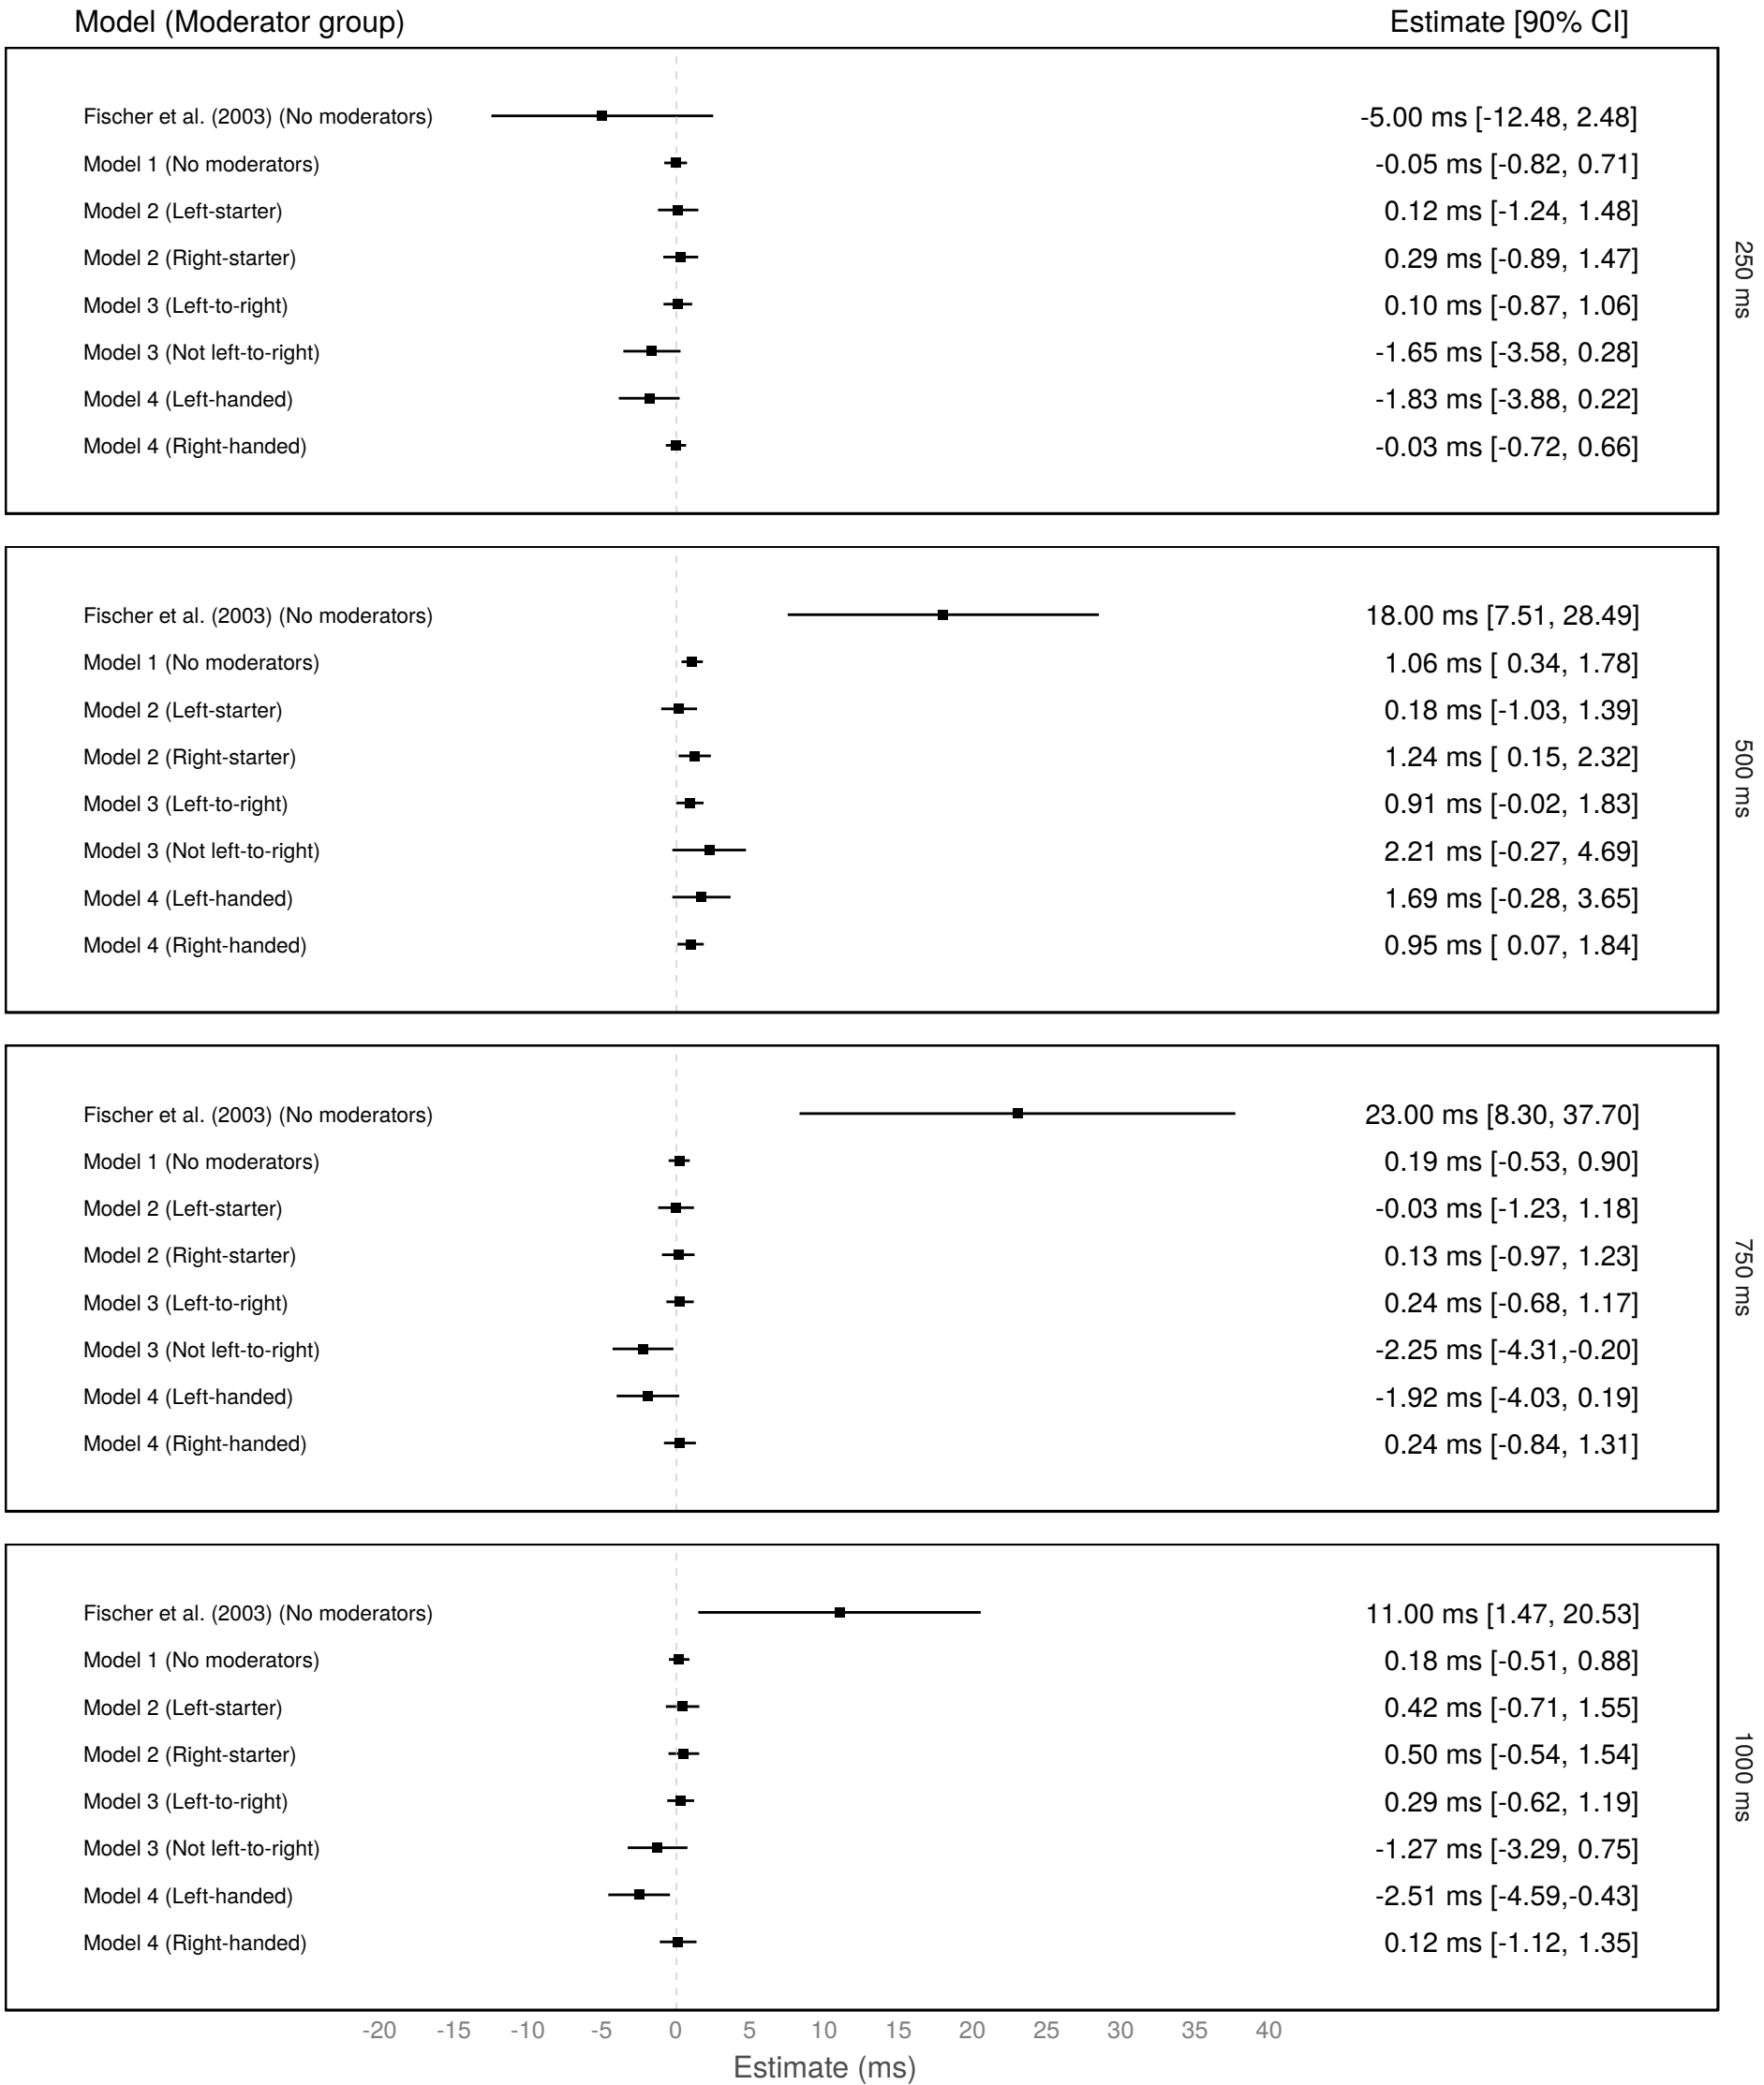 Model (Moderator group) Estimate [90% CI]
Fischer et al. (2003) (No moderators) -5.00 ms [-12.48, 2.48]
Model 1 (No moderators) -0.05 ms [-0.82, 0.71]
Model 2 (Left-starter) 0.12 ms [-1.24, 1.48]
Model 2 (Right-starter) 0.29 ms [-0.89, 1.47]
Model 3 (Left-to-right) 0.10 ms [-0.87, 1.06]
Model 3 (Not left-to-right) -1.65 ms [-3.58, 0.28]
Model 4 (Left-handed) -1.83 ms [-3.88, 0.22]
Model 4 (Right-handed) -0.03 ms [-0.72, 0.66]
250 ms
Fischer et al. (2003) (No moderators) 18.00 ms [7.51, 28.49]
Model 1 (No moderators) 1.06 ms [ 0.34, 1.78]
Model 2 (Left-starter) 0.18 ms [-1.03, 1.39]
Model 2 (Right-starter) 1.24 ms [ 0.15, 2.32]
Model 3 (Left-to-right) 0.91 ms [-0.02, 1.83]
Model 3 (Not left-to-right) 2.21 ms [-0.27, 4.69]
Model 4 (Left-handed) 1.69 ms [-0.28, 3.65]
Model 4 (Right-handed) 0.95 ms [ 0.07, 1.84]
500 ms
Fischer et al. (2003) (No moderators) 23.00 ms [8.30, 37.70]
Model 1 (No moderators) 0.19 ms [-0.53, 0.90]
Model 2 (Left-starter) -0.03 ms [-1.23, 1.18]
Model 2 (Right-starter) 0.13 ms [-0.97, 1.23]
Model 3 (Left-to-right) 0.24 ms [-0.68, 1.17]
Model 3 (Not left-to-right) -2.25 ms [-4.31,-0.20]
Model 4 (Left-handed) -1.92 ms [-4.03, 0.19]
Model 4 (Right-handed) 0.24 ms [-0.84, 1.31]
750 ms
Fischer et al. (2003) (No moderators) 11.00 ms [1.47, 20.53]
Model 1 (No moderators) 0.18 ms [-0.51, 0.88]
Model 2 (Left-starter) 0.42 ms [-0.71, 1.55]
Model 2 (Right-starter) 0.50 ms [-0.54, 1.54]
Model 3 (Left-to-right) 0.29 ms [-0.62, 1.19]
Model 3 (Not left-to-right) -1.27 ms [-3.29, 0.75]
Model 4 (Left-handed) -2.51 ms [-4.59,-0.43]
Model 4 (Right-handed) 0.12 ms [-1.12, 1.35]
1000 ms
-20 -15 -10 -5 0 5 10 15 20 25 30 35 40
Estimate (ms)